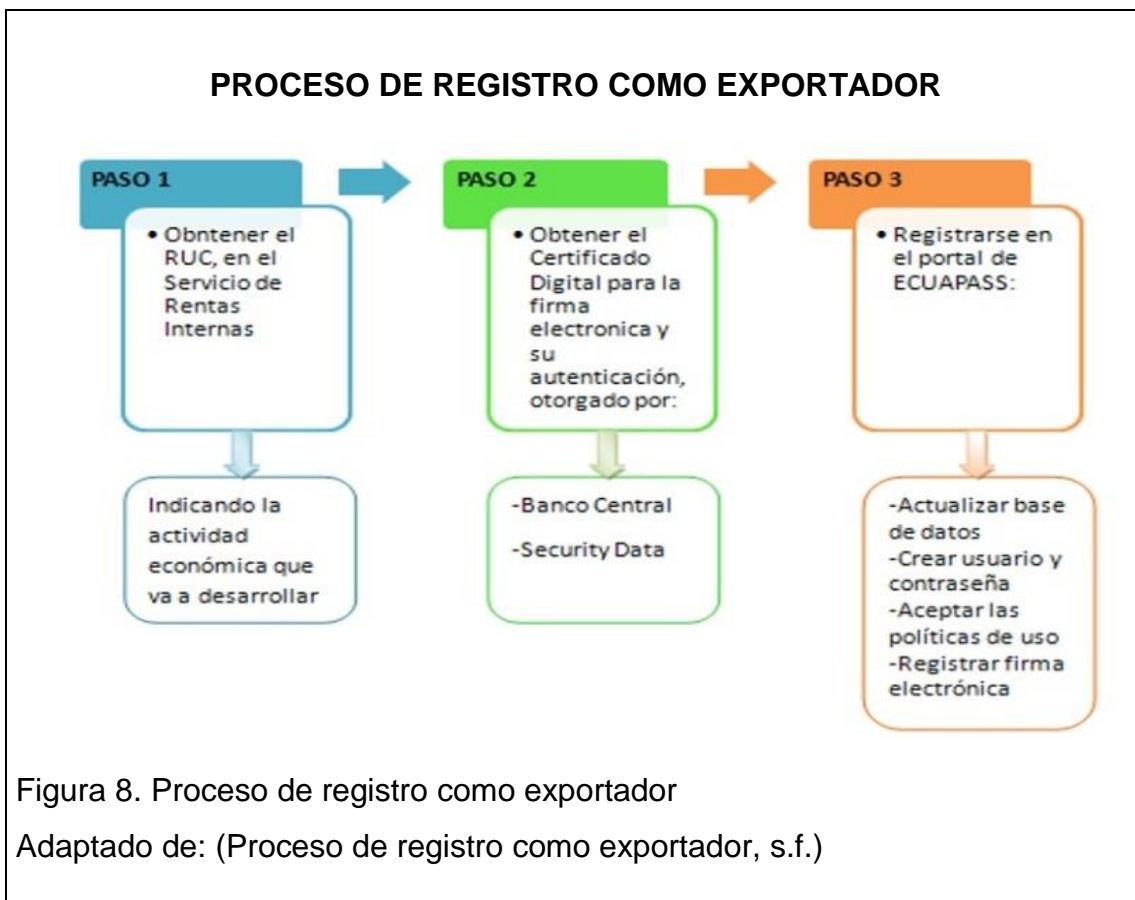 PROCESO DE REGISTRO COMO EXPORTADOR
PASO 1
• Obntener el
RUC, en el
Servicio de
Rentas
Internas
Indicando la
actividad
económica que
va a desarrollar
PASO 2
• Obtener el
Certificado
Digital para la
firma
electronica y
su
autenticación,
otorgado por:
-Banco Central
-Security Data
PASO 3
• Registrarse en
el portal de
ECUAPASS:
-Actualizar base
de datos
-Crear usuario y
contraseña
-Aceptar las
políticas de uso
-Registrar firma
electrónica
Figura 8. Proceso de registro como exportador
Adaptado de: (Proceso de registro como exportador, s.f.)